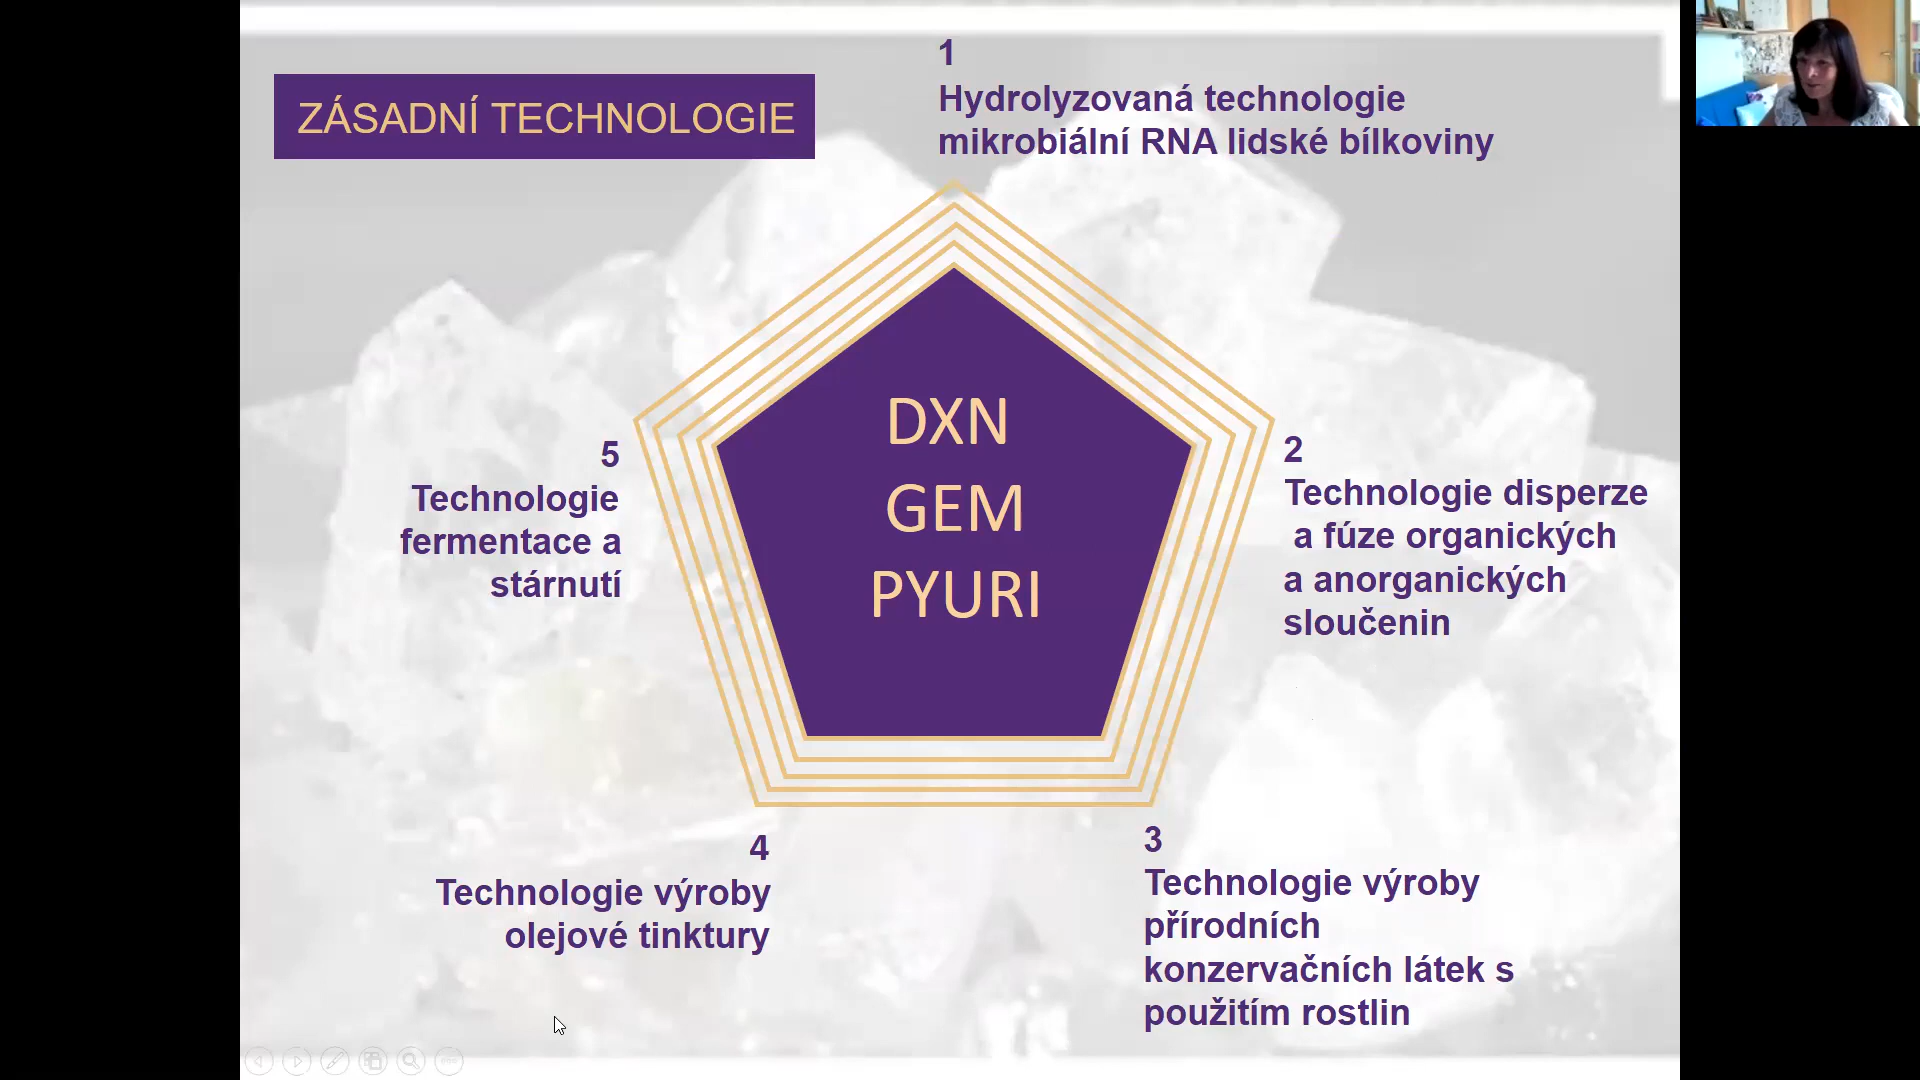 ZÁSADNÍ TECHNOLOGIE
1
Hydrolyzovaná technologie
mikrobiální RNA lidské bílkoviny
DXN
GEM
PYURI
2
Technologie disperze
a fúze organických
a anorganických
sloučenin
3
Technologie výroby
přírodních
konzervačních látek s
použitím rostlin
4
Technologie výroby
olejové tinktury
5
Technologie
fermentace a
stárnutí